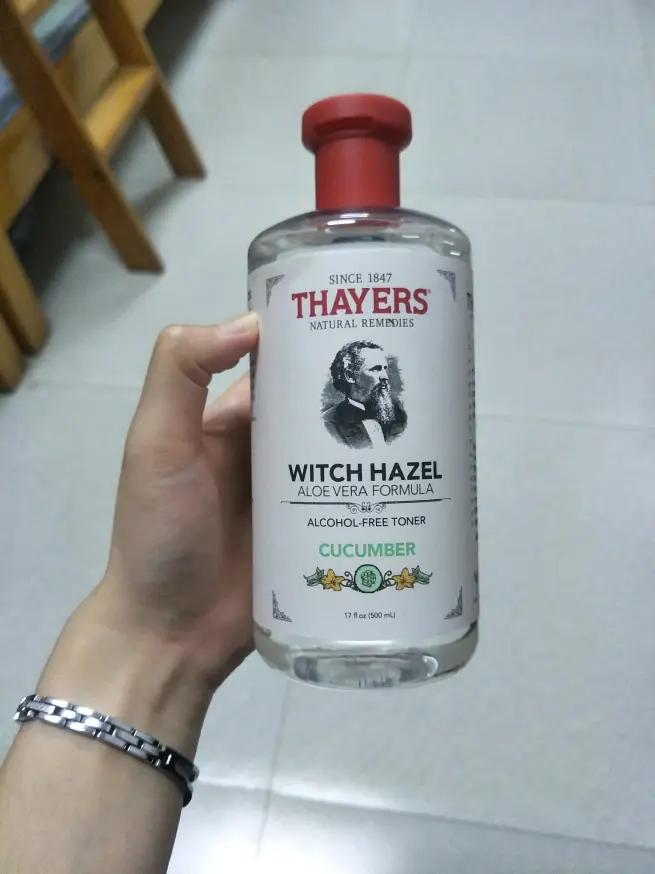 SINCE 1847
THAYERS®
NATURAL REMEDIES
WITCH HAZEL
ALOE VERA FORMULA
ALCOHOL-FREE TONER
CUCUMBER
17 fl oz (500 mL)